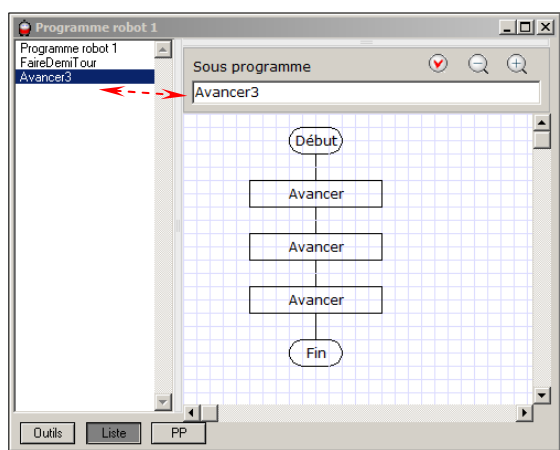 Programme robot 1
Programme robot 1
FaireDemiTour
Avancer3
Sous programme
Avancer3
Début
Avancer
Avancer
Avancer
Fin
Outils
Liste
PP